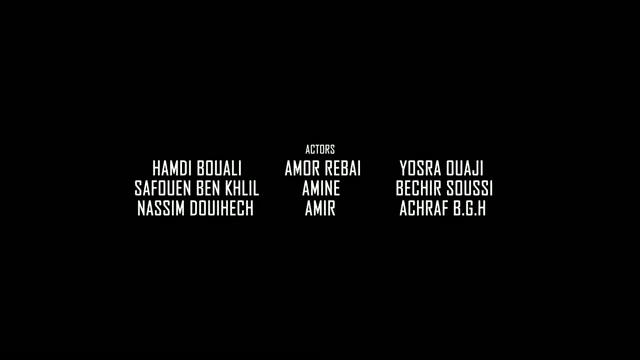 ACTORS
HAMDI BOUALI AMOR REBAI YOSRA OUAJI
SAFOUEN BEN KHLIL AMINE BECHIR SOUSSI
NASSIM DOUIHECH AMIR ACHRAF B.G.H